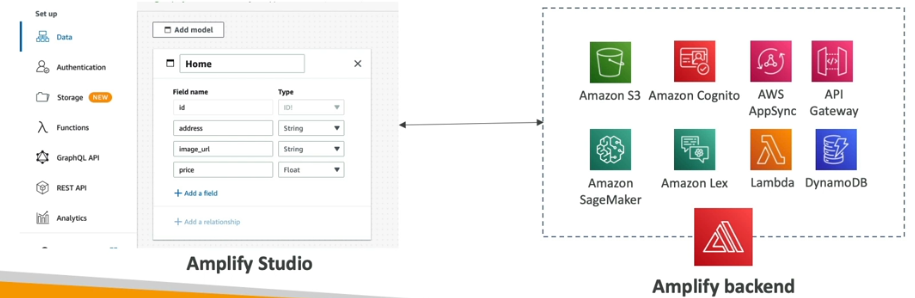 Set up
Data
Authentication
Storage NEW
Functions
GraphQL API
REST API
Analytics
Add model
Home
Field name Type
id ID!
address String
image_url String
price Float
+ Add a field
+ Add a relationship
Amplify Studio
Amazon S3
Amazon Cognito
AWS
AppSync
API
Gateway
Amazon
SageMaker
Amazon Lex
Lambda
DynamoDB
Amplify backend